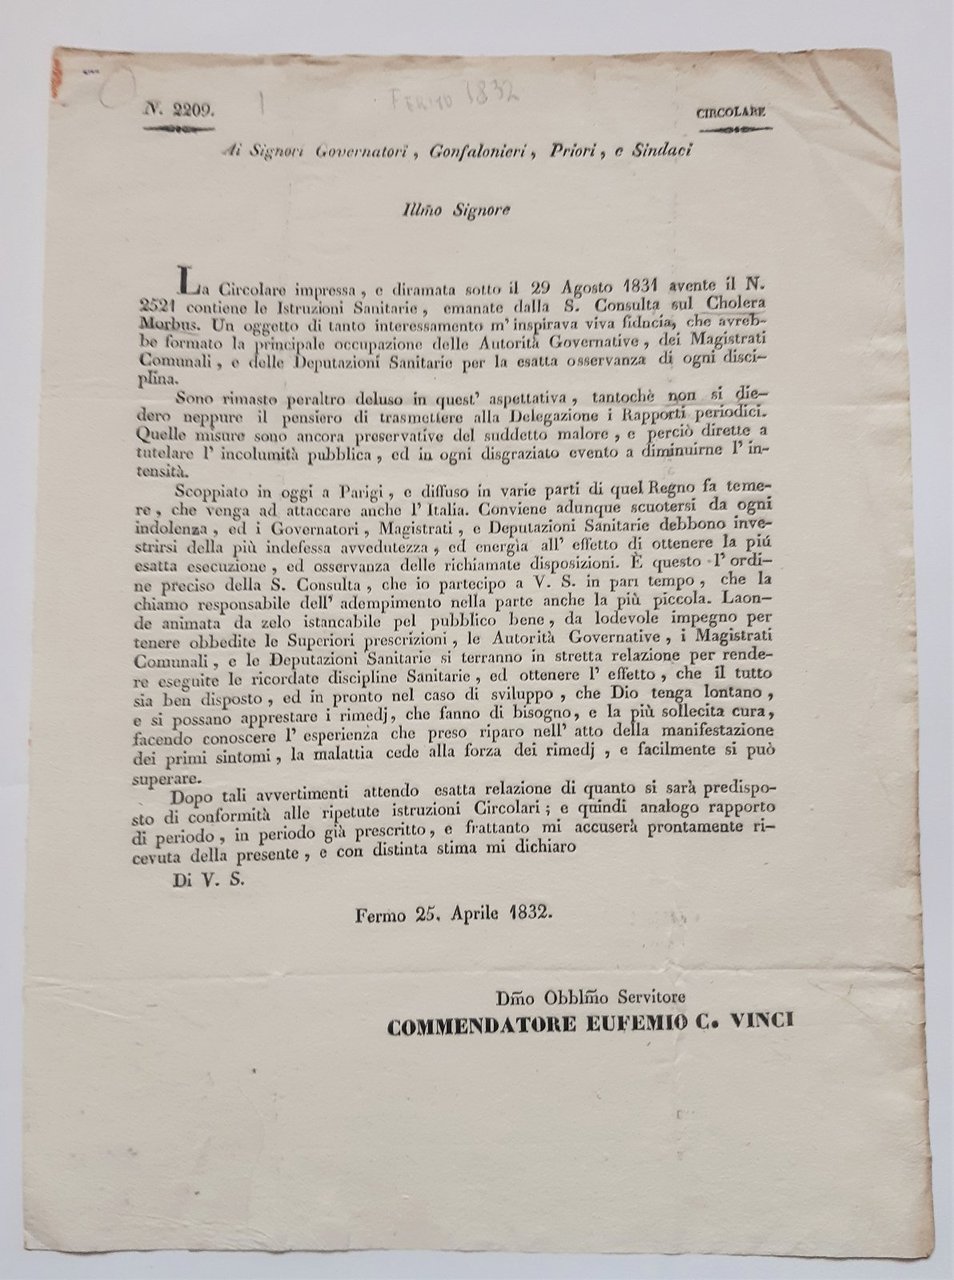 Fermo 1832
N. 2209.
CIRCOLARE
Ai Signori Governatori , Gonfalonieri , Priori , e Sindaci
Illm̃o Signore
La Circolare impressa , e diramata sotto il 29 Agosto 1831 avente il N.
2521 contiene le Istruzioni Sanitarie , emanate dalla S. Consulta sul Cholera
Morbus. Un oggetto di tanto interessamento m' inspirava viva fiducia, che avreb-
be formato la principale occupazione delle Autorità Governative , dei Magistrati
Comunali , e delle Deputazioni Sanitarie per la esatta osservanza di ogni disci-
plina.
Sono rimasto peraltro deluso in quest' aspettativa , tantochè non si die-
dero neppure il pensiero di trasmettere alla Delegazione i Rapporti periodici.
Quelle misure sono ancora preservative del suddetto malore , e perciò dirette a
tutelare l' incolumità pubblica , ed in ogni disgraziato evento a diminuirne l' in-
tensità.
Scoppiato in oggi a Parigi , e diffuso in varie parti di quel Regno fa teme-
re , che venga ad attaccare anche l' Italia. Conviene adunque scuotersi da ogni
indolenza , ed i Governatori , Magistrati , e Deputazioni Sanitarie debbono inve-
strirsi della più indefessa avvedutezza , ed energìa all' effetto di ottenere la piú
esatta esecuzione , ed osservanza delle richiamate disposizioni. È questo l' ordi-
ne preciso della S. Consulta , che io partecipo a V. S. in pari tempo , che la
chiamo responsabile dell' adempimento nella parte anche la più piccola. Laon-
de animata da zelo istancabile pel pubblico bene , da lodevole impegno per
tenere obbedite le Superiori prescrizioni , le Autorità Governative , i Magistrati
Comunali , e le Deputazioni Sanitarie si terranno in stretta relazione per rende-
re eseguite le ricordate discipline Sanitarie , ed ottenere l' effetto , che il tutto
sia ben disposto , ed in pronto nel caso di sviluppo , che Dio tenga lontano ,
e si possano apprestare i rimedj, che fanno di bisogno, e la più sollecita cura,
facendo conoscere l' esperienza che preso riparo nell' atto della manifestazione
dei primi sintomi , la malattia cede alla forza dei rimedj , e facilmente si può
superare.
Dopo tali avvertimenti attendo esatta relazione di quanto si sarà predispo-
sto di conformità alle ripetute istruzioni Circolari ; e quindi analogo rapporto
di periodo , in periodo già prescritto , e frattanto mi accuserà prontamente ri-
cevuta della presente , e con distinta stima mi dichiaro
Di V. S.
Fermo 25. Aprile 1832.
Dm̃o Obblm̃o Servitore
COMMENDATORE EUFEMIO C. VINCI